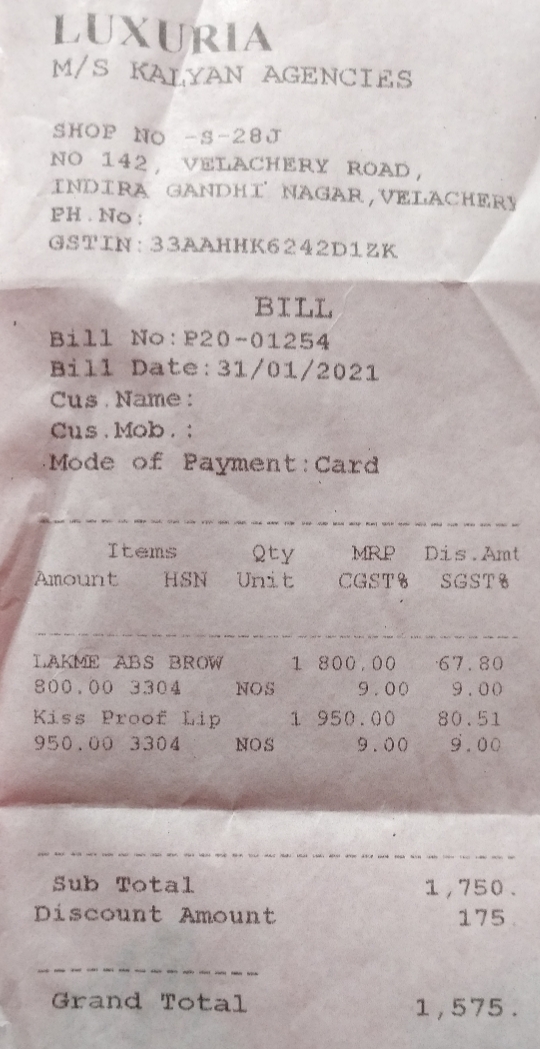 LUXURIA
M/S KALYAN AGENCIES
SHOP No -S-28J
NO 142, VELACHERY ROAD,
INDIRA GANDHI NAGAR,VELACHERY
PH.No:
GSTIN:33AAHHK6242D1ZK
BILL
Bill No:P20-01254
Bill Date:31/01/2021
Cus.Name:
Cus.Mob.:
Mode of Payment:Card
Items Qty MRP Dis.Amt
Amount HSN Unit CGST% SGST%
LAKME ABS BROW 1 800.00 67.80
800.00 3304 NOS 9.00 9.00
Kiss Proof Lip 1 950.00 80.51
950.00 3304 NOS 9.00 9.00
Sub Total 1,750.
Discount Amount 175
Grand Total 1,575.